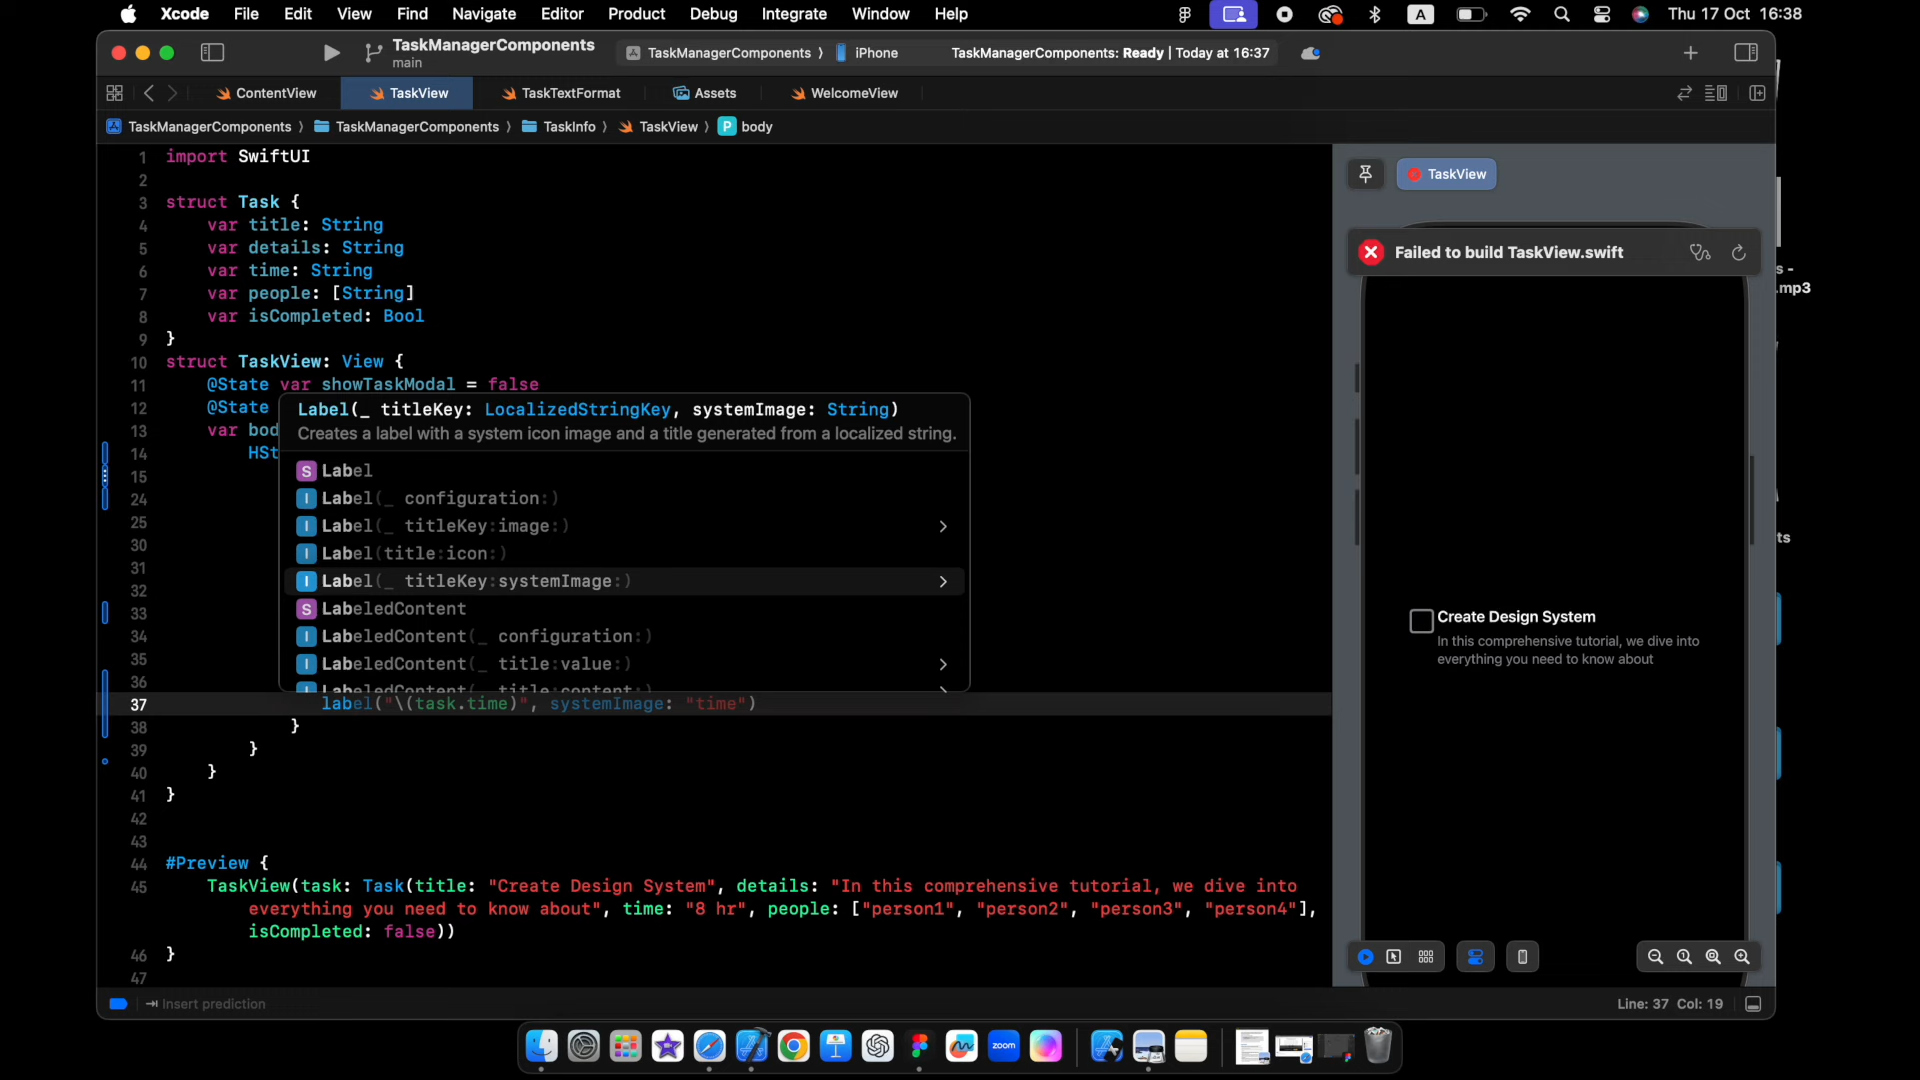 Xcode File Edit View Find Navigate Editor Product Debug Integrate Window Help A Thu 17 Oct 16:38
TaskManagerComponents
main
TaskManagerComponents ⟩ iPhone
TaskManagerComponents: Ready | Today at 16:37
ContentView TaskView TaskTextFormat Assets WelcomeView
TaskManagerComponents ⟩ TaskManagerComponents ⟩ TaskInfo ⟩ TaskView ⟩ P body
1 import SwiftUI
2
3 struct Task {
4 var title: String
5 var details: String
6 var time: String
7 var people: [String]
8 var isCompleted: Bool
9 }
10 struct TaskView: View {
11 @State var showTaskModal = false
12 @State
13 var bod
14 HSt
15
24
25
30
31
32
33
34
35
36
Label(_ titleKey: LocalizedStringKey, systemImage: String)
Creates a label with a system icon image and a title generated from a localized string.
S Label
I Label(_ configuration:)
I Label(_ titleKey:image:)
I Label(title:icon:)
I Label(_ titleKey:systemImage:)
S LabeledContent
I LabeledContent(_ configuration:)
I LabeledContent(_ title:value:)
I LabeledContent(_ title:content:)
37 label("\(task.time)", systemImage: "time")
38 }
39 }
40 }
41 }
42
43
44 #Preview {
45 TaskView(task: Task(title: "Create Design System", details: "In this comprehensive tutorial, we dive into
everything you need to know about", time: "8 hr", people: ["person1", "person2", "person3", "person4"],
isCompleted: false))
46 }
47
Insert prediction
Line: 37 Col: 19
TaskView
Failed to build TaskView.swift
Create Design System
In this comprehensive tutorial, we dive into
everything you need to know about
s -
.mp3
ts
zoom